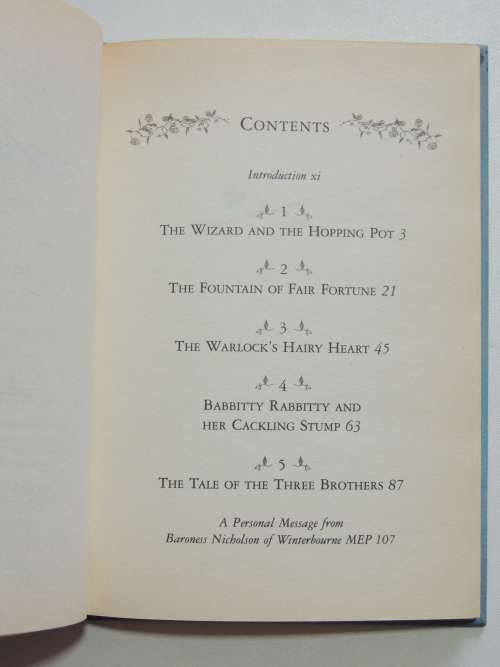 CONTENTS
Introduction xi
1
THE WIZARD AND THE HOPPING POT 3
2
THE FOUNTAIN OF FAIR FORTUNE 21
3
THE WARLOCK'S HAIRY HEART 45
4
BABBITTY RABBITTY AND
HER CACKLING STUMP 63
5
THE TALE OF THE THREE BROTHERS 87
A Personal Message from
Baroness Nicholson of Winterbourne MEP 107